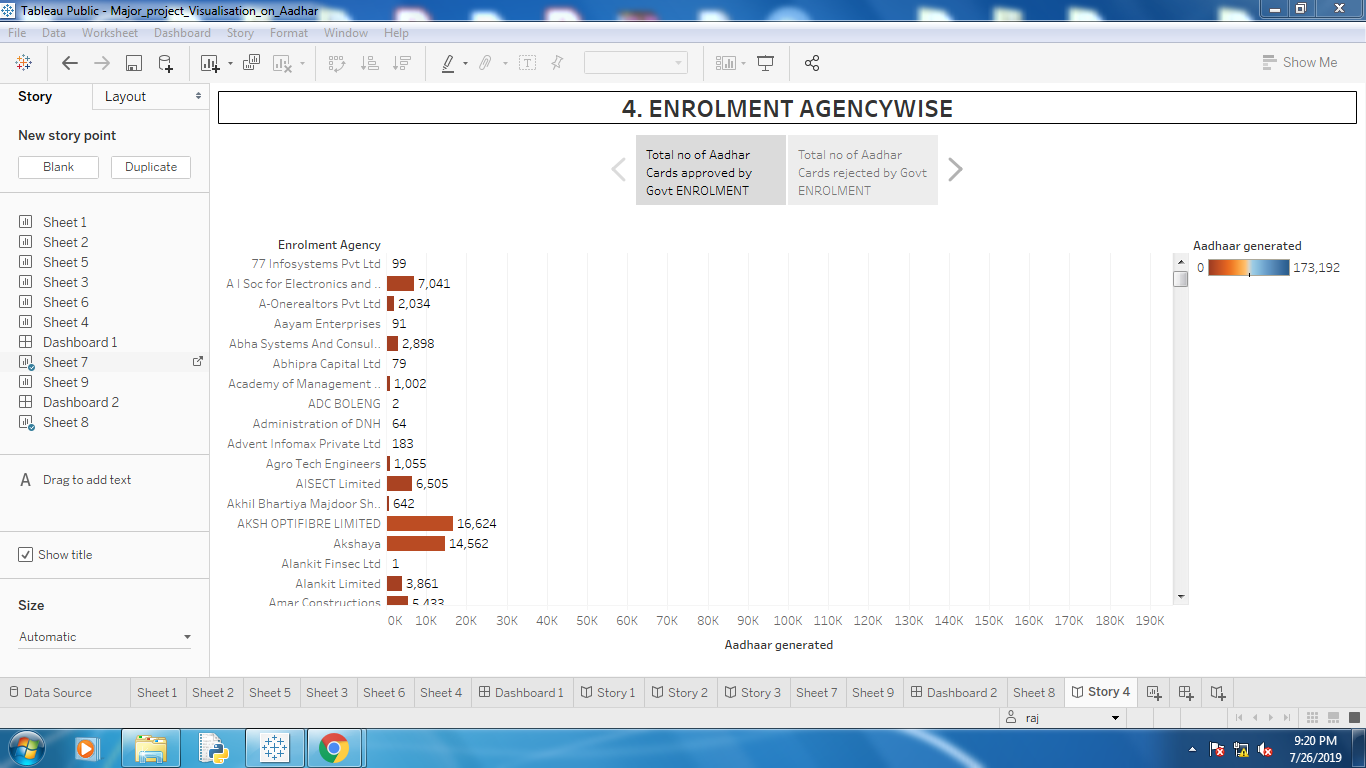 Tableau Public - Major_project_Visualisation_on_Aadhar
File Data Worksheet Dashboard Story Format Window Help
Show Me
Story Layout
New story point
Blank Duplicate
Sheet 1
Sheet 2
Sheet 5
Sheet 3
Sheet 6
Sheet 4
Dashboard 1
Sheet 7
Sheet 9
Dashboard 2
Sheet 8
A Drag to add text
Show title
Size
Automatic
4. ENROLMENT AGENCYWISE
Total no of Aadhar
Cards approved by
Govt ENROLMENT
Total no of Aadhar
Cards rejected by Govt
ENROLMENT
Enrolment Agency
77 Infosystems Pvt Ltd 99
A I Soc for Electronics and .. 7,041
A-Onerealtors Pvt Ltd 2,034
Aayam Enterprises 91
Abha Systems And Consul.. 2,898
Abhipra Capital Ltd 79
Academy of Management .. 1,002
ADC BOLENG 2
Administration of DNH 64
Advent Infomax Private Ltd 183
Agro Tech Engineers 1,055
AISECT Limited 6,505
Akhil Bhartiya Majdoor Sh.. 642
AKSH OPTIFIBRE LIMITED 16,624
Akshaya 14,562
Alankit Finsec Ltd 1
Alankit Limited 3,861
Amar Constructions 5,433
0K 10K 20K 30K 40K 50K 60K 70K 80K 90K 100K 110K 120K 130K 140K 150K 160K 170K 180K 190K
Aadhaar generated
Aadhaar generated
0 173,192
Data Source Sheet 1 Sheet 2 Sheet 5 Sheet 3 Sheet 6 Sheet 4 Dashboard 1 Story 1 Story 2 Story 3 Sheet 7 Sheet 9 Dashboard 2 Sheet 8 Story 4
raj
9:20 PM
7/26/2019